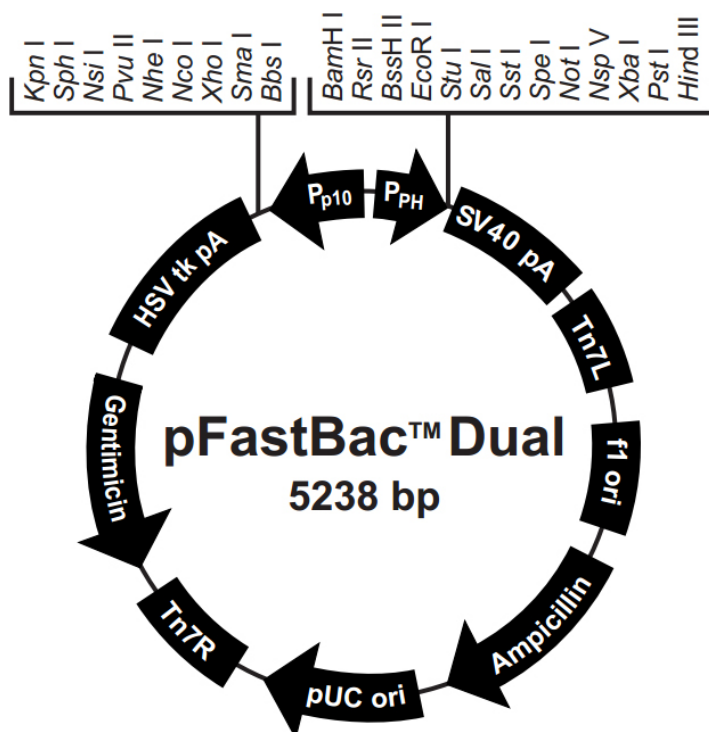 Kpn I
Sph I
Nsi I
Pvu II
Nhe I
Nco I
Xho I
Sma I
Bbs I
BamH I
Rsr II
BssH II
EcoR I
Stu I
Sal I
Sst I
Spe I
Not I
Nsp V
Xba I
Pst I
Hind III
Pp10
PPH
SV40 pA
HSV tk pA
Tn7L
Gentimicin
pFastBac™ Dual
5238 bp
f1 ori
Ampicillin
Tn7R
pUC ori